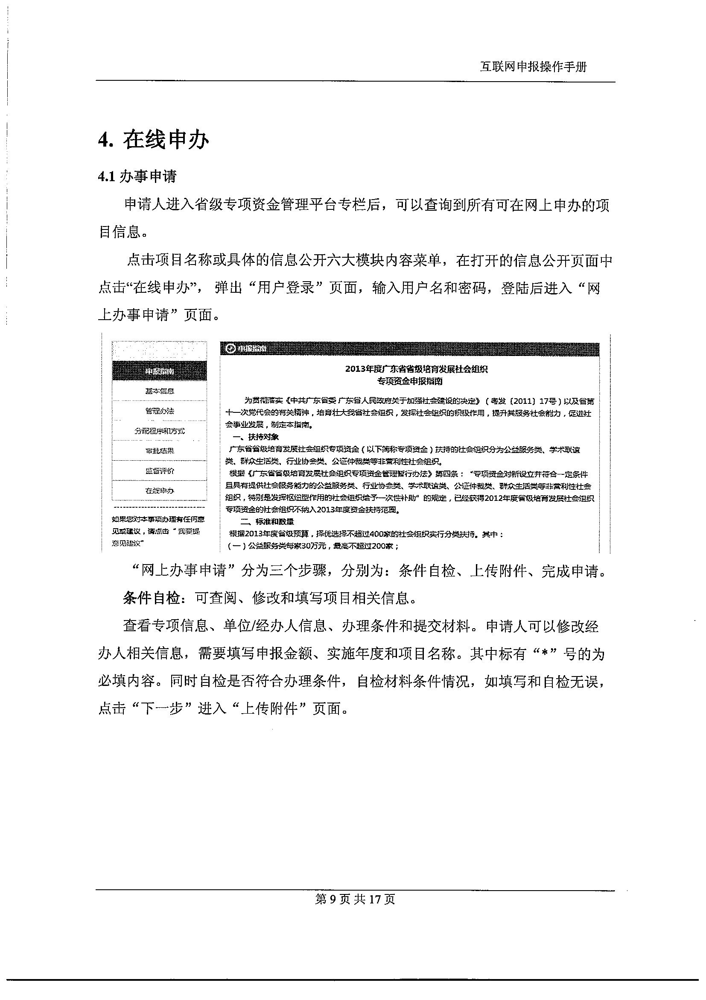 互联网申报操作手册
4. 在线申办
4.1 办事申请
申请人进入省级专项资金管理平台专栏后，可以查询到所有可在网上申办的项
目信息。
点击项目名称或具体的信息公开六大模块内容菜单，在打开的信息公开页面中
点击“在线申办”， 弹出“用户登录”页面，输入用户名和密码，登陆后进入“网
上办事申请”页面。
申报指南
基本信息
管理办法
分配程序和方式
审批结果
监督评价
在线申办
如果您对本事项办理有任何意
见或建议，请点击“我要提
意见建议”
申报指南
2013年度广东省省级培育发展社会组织
专项资金申报指南
为贯彻落实《中共广东省委 广东省人民政府关于加强社会建设的决定》（粤发〔2011〕17号）以及省第
十一次党代会的有关精神，培育壮大我省社会组织，发挥社会组织的积极作用，提升其服务社会能力，促进社
会事业发展，制定本指南。
一、扶持对象
广东省省级培育发展社会组织专项资金（以下简称专项资金）扶持的社会组织分为公益服务类、学术联谊
类、群众生活类、行业协会类、公证仲裁类等非营利性社会组织。
根据《广东省省级培育发展社会组织专项资金管理暂行办法》第四条：“专项资金对新设立并符合一定条件
且具有提供社会服务能力的公益服务类、行业协会类、学术联谊类、公证仲裁类、群众生活类等非营利性社会
组织，特别是发挥枢纽型作用的社会组织给予一次性补助”的规定，已经获得2012年度省级培育发展社会组织
专项资金的社会组织不纳入2013年度资金扶持范围。
二、标准和数量
根据2013年度省级预算，择优选择不超过400家的社会组织实行分类扶持。其中：
（一）公益服务类每家30万元，最高不超过200家；
“网上办事申请”分为三个步骤，分别为：条件自检、上传附件、完成申请。
条件自检：可查阅、修改和填写项目相关信息。
查看专项信息、单位/经办人信息、办理条件和提交材料。申请人可以修改经
办人相关信息，需要填写申报金额、实施年度和项目名称。其中标有“*”号的为
必填内容。同时自检是否符合办理条件，自检材料条件情况，如填写和自检无误，
点击“下一步”进入“上传附件”页面。
第 9 页 共 17 页